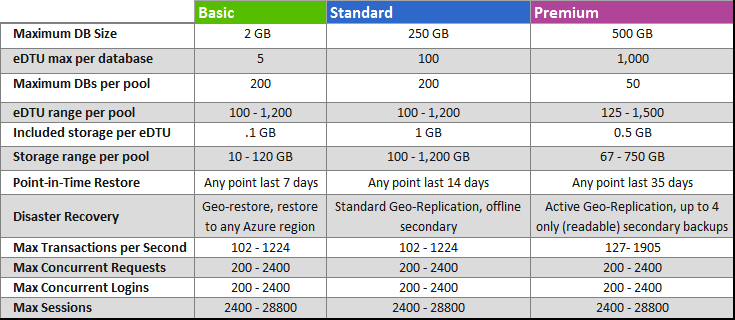 Basic Standard Premium
Maximum DB Size 2 GB 250 GB 500 GB
eDTU max per database 5 100 1,000
Maximum DBs per pool 200 200 50
eDTU range per pool 100 - 1,200 100 - 1,200 125 - 1,500
Included storage per eDTU .1 GB 1 GB 0.5 GB
Storage range per pool 10 - 120 GB 100 - 1,200 GB 67 - 750 GB
Point-in-Time Restore Any point last 7 days Any point last 14 days Any point last 35 days
Disaster Recovery Geo-restore, restore to any Azure region Standard Geo-Replication, offline secondary Active Geo-Replication, up to 4 only (readable) secondary backups
Max Transactions per Second 102 - 1224 102 - 1224 127- 1905
Max Concurrent Requests 200 - 2400 200 - 2400 200 - 2400
Max Concurrent Logins 200 - 2400 200 - 2400 200 - 2400
Max Sessions 2400 - 28800 2400 - 28800 2400 - 28800